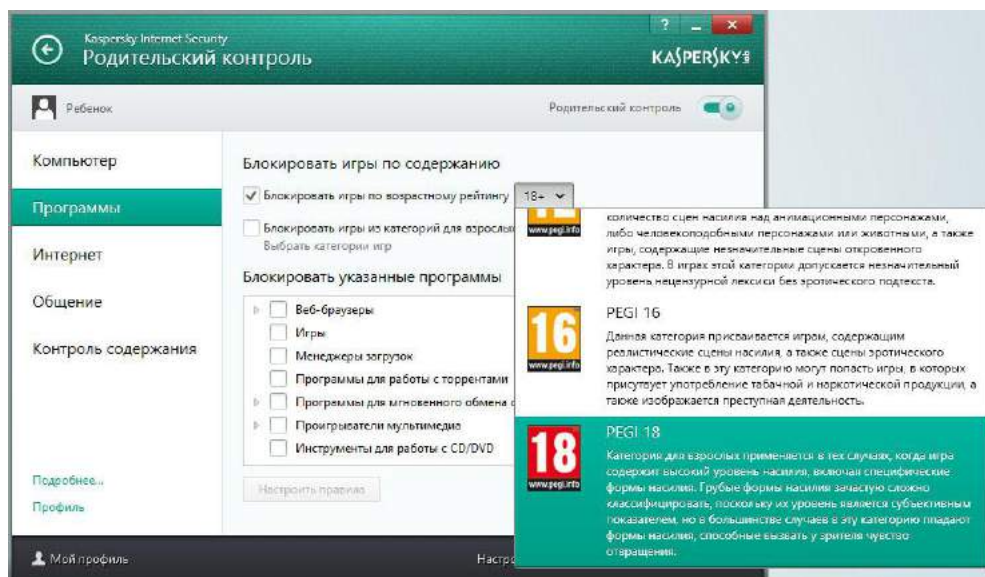 Kaspersky Internet Security
Родительский контроль
? _ x
KASPERSKY lab
Ребенок
Родительский контроль
Компьютер
Программы
Интернет
Общение
Контроль содержания
Подробнее...
Профиль
Блокировать игры по содержанию
Блокировать игры по возрастному рейтингу 18+
Блокировать игры из категорий для взрослых
Выбрать категории игр
Блокировать указанные программы
Веб-браузеры
Игры
Менеджеры загрузок
Программы для работы с торрентами
Программы для мгновенного обмена с
Проигрыватели мультимедиа
Инструменты для работы с CD/DVD
Настроить правила
www.pegi.info
количество сцен насилия над анимационными персонажами,
либо человекоподобными персонажами или животными, а также
игры, содержащие незначительные сцены откровенного
характера. В играх этой категории допускается незначительный
уровень нецензурной лексики без эротического подтекста.
16
www.pegi.info
PEGI 16
Данная категория присваивается играм, содержащим
реалистические сцены насилия, а также сцены эротического
характера. Также в эту категорию могут попасть игры, в которых
присутвует употребление табачной и наркотической продукции, а
также изображается преступная деятельность.
18
www.pegi.info
PEGI 18
Категория для взрослых применяется в тех случаях, когда игра
содержит высокий уровень насилия, включая специфические
формы насилия. Грубые формы насилия зачастую сложно
классифицировать, поскольку их уровень является субъективным
показателем, но в большинстве случаев в эту категорию ппадают
формы насилия, способные вызвать у зрителя чувство
отвращения.
Мой профиль
Настро